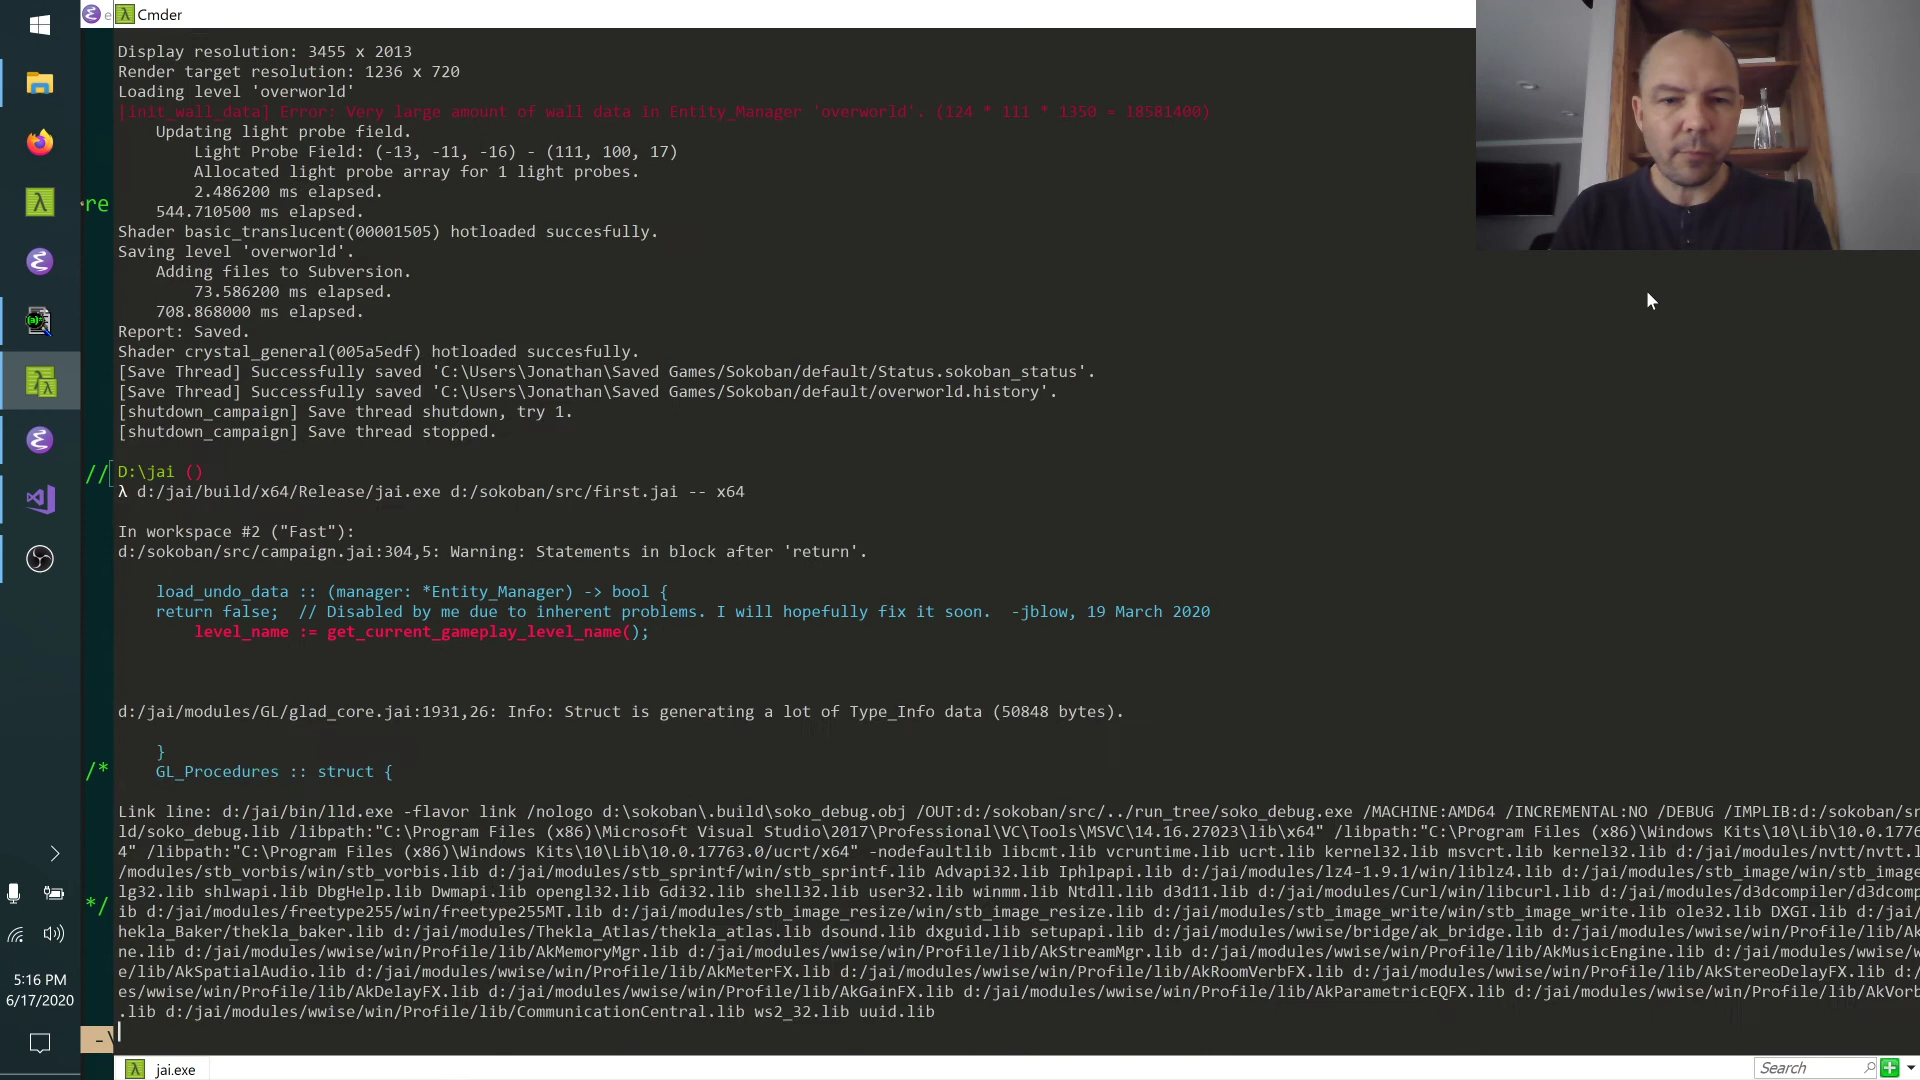 Cmder
Display resolution: 3455 x 2013
Render target resolution: 1236 x 720
Loading level 'overworld'
[init_wall_data] Error: Very large amount of wall data in Entity_Manager 'overworld'. (124 * 111 * 1350 = 18581400)
Updating light probe field.
Light Probe Field: (-13, -11, -16) - (111, 100, 17)
Allocated light probe array for 1 light probes.
2.486200 ms elapsed.
re
544.710500 ms elapsed.
Shader basic_translucent(00001505) hotloaded succesfully.
Saving level 'overworld'.
Adding files to Subversion.
73.586200 ms elapsed.
708.868000 ms elapsed.
Report: Saved.
Shader crystal_general(005a5edf) hotloaded succesfully.
[Save Thread] Successfully saved 'C:\Users\Jonathan\Saved Games/Sokoban/default/Status.sokoban_status'.
[Save Thread] Successfully saved 'C:\Users\Jonathan\Saved Games/Sokoban/default/overworld.history'.
[shutdown_campaign] Save thread shutdown, try 1.
[shutdown_campaign] Save thread stopped.
//
D:\jai ()
λ d:/jai/build/x64/Release/jai.exe d:/sokoban/src/first.jai -- x64
In workspace #2 ("Fast"):
d:/sokoban/src/campaign.jai:304,5: Warning: Statements in block after 'return'.
load_undo_data :: (manager: *Entity_Manager) -> bool {
return false;  // Disabled by me due to inherent problems. I will hopefully fix it soon.  -jblow, 19 March 2020
level_name := get_current_gameplay_level_name();
d:/jai/modules/GL/glad_core.jai:1931,26: Info: Struct is generating a lot of Type_Info data (50848 bytes).
}
/*
GL_Procedures :: struct {
Link line: d:/jai/bin/lld.exe -flavor link /nologo d:\sokoban\.build\soko_debug.obj /OUT:d:/sokoban/src/../run_tree/soko_debug.exe /MACHINE:AMD64 /INCREMENTAL:NO /DEBUG /IMPLIB:d:/sokoban/sr
ld/soko_debug.lib /libpath:"C:\Program Files (x86)\Microsoft Visual Studio\2017\Professional\VC\Tools\MSVC\14.16.27023\lib\x64" /libpath:"C:\Program Files (x86)\Windows Kits\10\Lib\10.0.1776
4" /libpath:"C:\Program Files (x86)\Windows Kits\10\Lib\10.0.17763.0/ucrt/x64" -nodefaultlib libcmt.lib vcruntime.lib ucrt.lib kernel32.lib msvcrt.lib kernel32.lib d:/jai/modules/nvtt/nvtt.l
/modules/stb_vorbis/win/stb_vorbis.lib d:/jai/modules/stb_sprintf/win/stb_sprintf.lib Advapi32.lib Iphlpapi.lib d:/jai/modules/lz4-1.9.1/win/liblz4.lib d:/jai/modules/stb_image/win/stb_image
lg32.lib shlwapi.lib DbgHelp.lib Dwmapi.lib opengl32.lib Gdi32.lib shell32.lib user32.lib winmm.lib Ntdll.lib d3d11.lib d:/jai/modules/Curl/win/libcurl.lib d:/jai/modules/d3dcompiler/d3dcomp
*/
ib d:/jai/modules/freetype255/win/freetype255MT.lib d:/jai/modules/stb_image_resize/win/stb_image_resize.lib d:/jai/modules/stb_image_write/win/stb_image_write.lib ole32.lib DXGI.lib d:/jai/
hekla_Baker/thekla_baker.lib d:/jai/modules/Thekla_Atlas/thekla_atlas.lib dsound.lib dxguid.lib setupapi.lib d:/jai/modules/wwise/bridge/ak_bridge.lib d:/jai/modules/wwise/win/Profile/lib/Ak
ne.lib d:/jai/modules/wwise/win/Profile/lib/AkMemoryMgr.lib d:/jai/modules/wwise/win/Profile/lib/AkStreamMgr.lib d:/jai/modules/wwise/win/Profile/lib/AkMusicEngine.lib d:/jai/modules/wwise/w
e/lib/AkSpatialAudio.lib d:/jai/modules/wwise/win/Profile/lib/AkMeterFX.lib d:/jai/modules/wwise/win/Profile/lib/AkRoomVerbFX.lib d:/jai/modules/wwise/win/Profile/lib/AkStereoDelayFX.lib d:/
es/wwise/win/Profile/lib/AkDelayFX.lib d:/jai/modules/wwise/win/Profile/lib/AkGainFX.lib d:/jai/modules/wwise/win/Profile/lib/AkParametricEQFX.lib d:/jai/modules/wwise/win/Profile/lib/AkVorb
.lib d:/jai/modules/wwise/win/Profile/lib/CommunicationCentral.lib ws2_32.lib uuid.lib
5:16 PM
6/17/2020
-\
jai.exe
Search